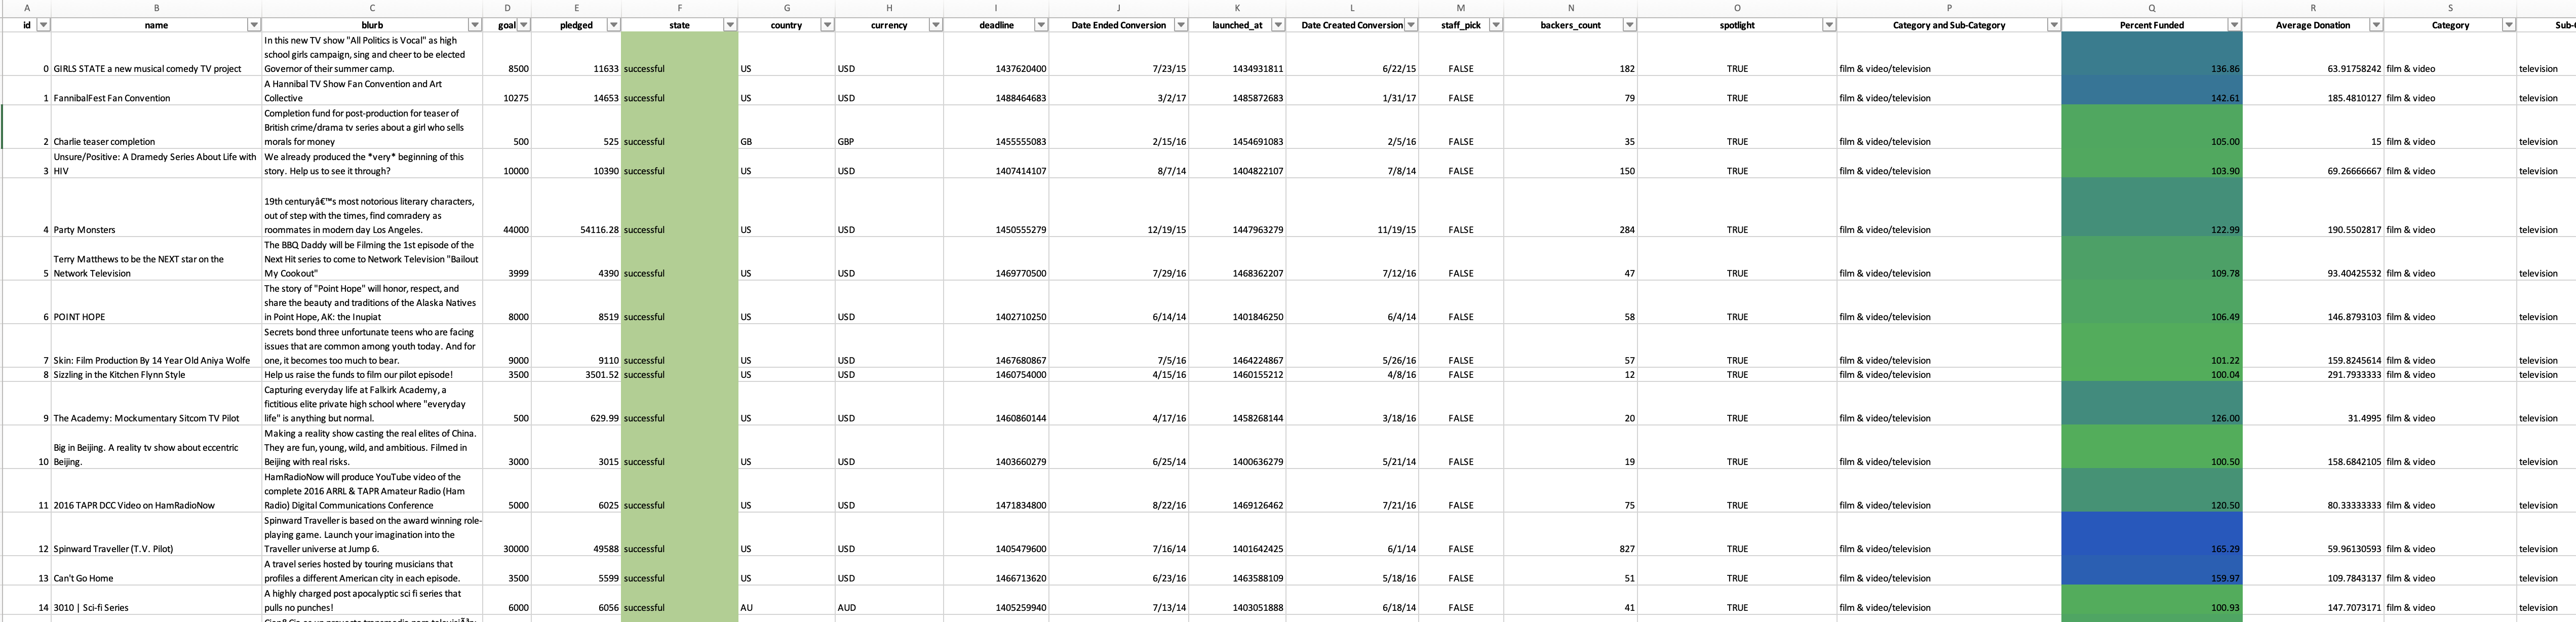 A B C D E F G H I J K L M N O P Q R S
id name blurb goal pledged state country currency deadline Date Ended Conversion launched_at Date Created Conversion staff_pick backers_count spotlight Category and Sub-Category Percent Funded Average Donation Category Sub-
In this new TV show "All Politics is Vocal" as high
school girls campaign, sing and cheer to be elected
0 GIRLS STATE a new musical comedy TV project Governor of their summer camp. 8500 11633 successful US USD 1437620400 7/23/15 1434931811 6/22/15 FALSE 182 TRUE film & video/television 136.86 63.91758242 film & video television
A Hannibal TV Show Fan Convention and Art
1 FannibalFest Fan Convention Collective 10275 14653 successful US USD 1488464683 3/2/17 1485872683 1/31/17 FALSE 79 TRUE film & video/television 142.61 185.4810127 film & video television
Completion fund for post-production for teaser of
British crime/drama tv series about a girl who sells
2 Charlie teaser completion morals for money 500 525 successful GB GBP 1455555083 2/15/16 1454691083 2/5/16 FALSE 35 TRUE film & video/television 105.00 15 film & video television
Unsure/Positive: A Dramedy Series About Life with We already produced the *very* beginning of this
3 HIV story. Help us to see it through? 10000 10390 successful US USD 1407414107 8/7/14 1404822107 7/8/14 FALSE 150 TRUE film & video/television 103.90 69.26666667 film & video television
19th centuryâ€™s most notorious literary characters,
out of step with the times, find comradery as
4 Party Monsters roommates in modern day Los Angeles. 44000 54116.28 successful US USD 1450555279 12/19/15 1447963279 11/19/15 FALSE 284 TRUE film & video/television 122.99 190.5502817 film & video television
The BBQ Daddy will be Filming the 1st episode of the
Terry Matthews to be the NEXT star on the Next Hit series to come to Network Television "Bailout
5 Network Television My Cookout" 3999 4390 successful US USD 1469770500 7/29/16 1468362207 7/12/16 FALSE 47 TRUE film & video/television 109.78 93.40425532 film & video television
The story of "Point Hope" will honor, respect, and
share the beauty and traditions of the Alaska Natives
6 POINT HOPE in Point Hope, AK: the Inupiat 8000 8519 successful US USD 1402710250 6/14/14 1401846250 6/4/14 FALSE 58 TRUE film & video/television 106.49 146.8793103 film & video television
Secrets bond three unfortunate teens who are facing
issues that are common among youth today. And for
7 Skin: Film Production By 14 Year Old Aniya Wolfe one, it becomes too much to bear. 9000 9110 successful US USD 1467680867 7/5/16 1464224867 5/26/16 FALSE 57 TRUE film & video/television 101.22 159.8245614 film & video television
8 Sizzling in the Kitchen Flynn Style Help us raise the funds to film our pilot episode! 3500 3501.52 successful US USD 1460754000 4/15/16 1460155212 4/8/16 FALSE 12 TRUE film & video/television 100.04 291.7933333 film & video television
Capturing everyday life at Falkirk Academy, a
fictitious elite private high school where "everyday
9 The Academy: Mockumentary Sitcom TV Pilot life" is anything but normal. 500 629.99 successful US USD 1460860144 4/17/16 1458268144 3/18/16 FALSE 20 TRUE film & video/television 126.00 31.4995 film & video television
Making a reality show casting the real elites of China.
Big in Beijing. A reality tv show about eccentric They are fun, young, wild, and ambitious. Filmed in
10 Beijing. Beijing with real risks. 3000 3015 successful US USD 1403660279 6/25/14 1400636279 5/21/14 FALSE 19 TRUE film & video/television 100.50 158.6842105 film & video television
HamRadioNow will produce YouTube video of the
complete 2016 ARRL & TAPR Amateur Radio (Ham
11 2016 TAPR DCC Video on HamRadioNow Radio) Digital Communications Conference 5000 6025 successful US USD 1471834800 8/22/16 1469126462 7/21/16 FALSE 75 TRUE film & video/television 120.50 80.33333333 film & video television
Spinward Traveller is based on the award winning role-
playing game. Launch your imagination into the
12 Spinward Traveller (T.V. Pilot) Traveller universe at Jump 6. 30000 49588 successful US USD 1405479600 7/16/14 1401642425 6/1/14 FALSE 827 TRUE film & video/television 165.29 59.96130593 film & video television
A travel series hosted by touring musicians that
13 Can't Go Home profiles a different American city in each episode. 3500 5599 successful US USD 1466713620 6/23/16 1463588109 5/18/16 FALSE 51 TRUE film & video/television 159.97 109.7843137 film & video television
A highly charged post apocalyptic sci fi series that
14 3010 | Sci-fi Series pulls no punches! 6000 6056 successful AU AUD 1405259940 7/13/14 1403051888 6/18/14 FALSE 41 TRUE film & video/television 100.93 147.7073171 film & video television